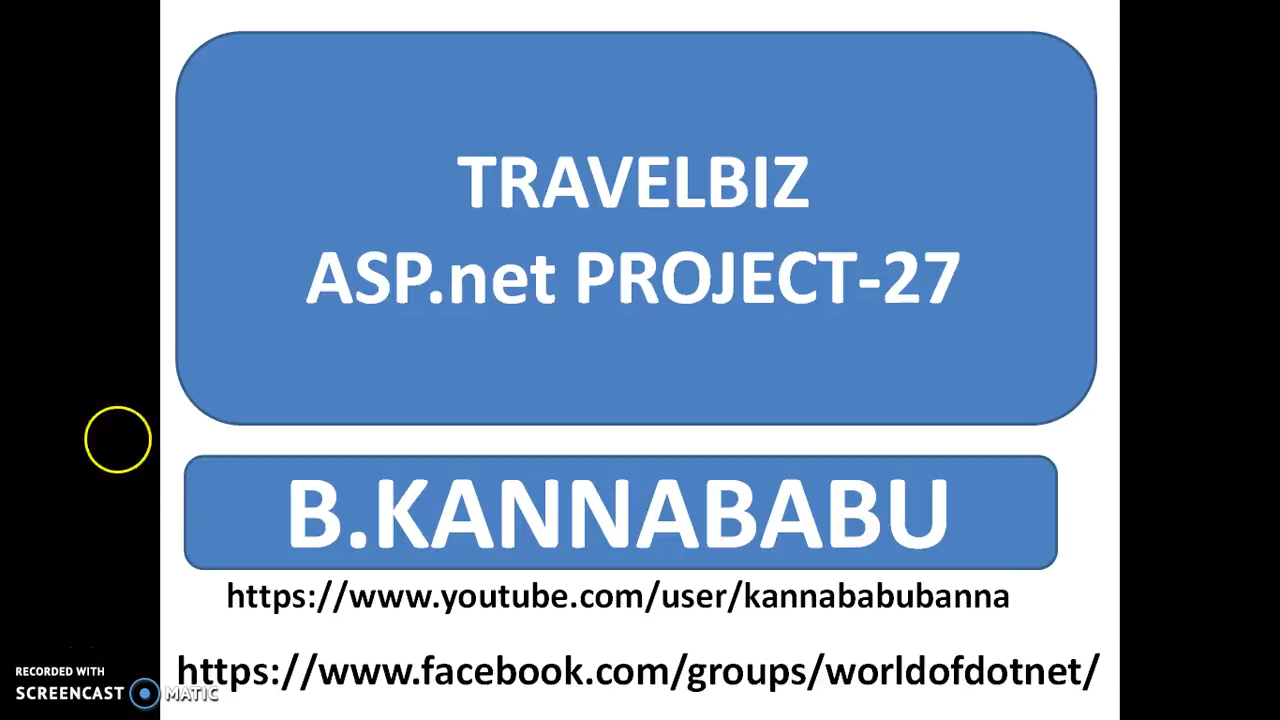 TRAVELBIZ
ASP.net PROJECT-27
B.KANNABABU
https://www.youtube.com/user/kannababubanna
https://www.facebook.com/groups/worldofdotnet/
RECORDED WITH
SCREENCAST MATIC